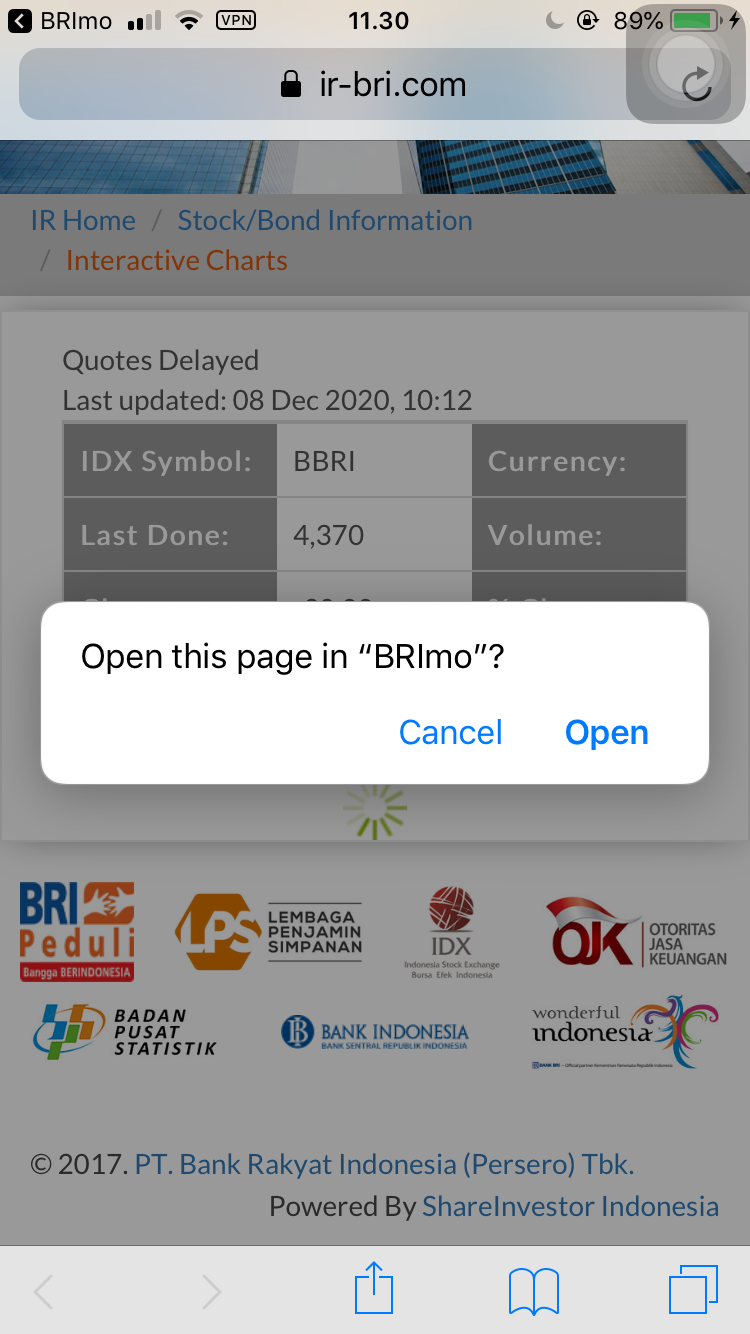 BRImo VPN 11.30 89%
ir-bri.com
IR Home / Stock/Bond Information
/ Interactive Charts
Quotes Delayed
Last updated: 08 Dec 2020, 10:12
IDX Symbol: BBRI Currency:
Last Done: 4,370 Volume:
Open this page in “BRImo”?
Cancel Open
BRI
Peduli
Bangga BERINDONESIA
LPS LEMBAGA
PENJAMIN
SIMPANAN
IDX
Indonesia Stock Exchange
Bursa Efek Indonesia
OJK OTORITAS
JASA
KEUANGAN
BADAN
PUSAT
STATISTIK
BANK INDONESIA
BANK SENTRAL REPUBLIK INDONESIA
wonderful
indonesia
© 2017. PT. Bank Rakyat Indonesia (Persero) Tbk.
Powered By ShareInvestor Indonesia